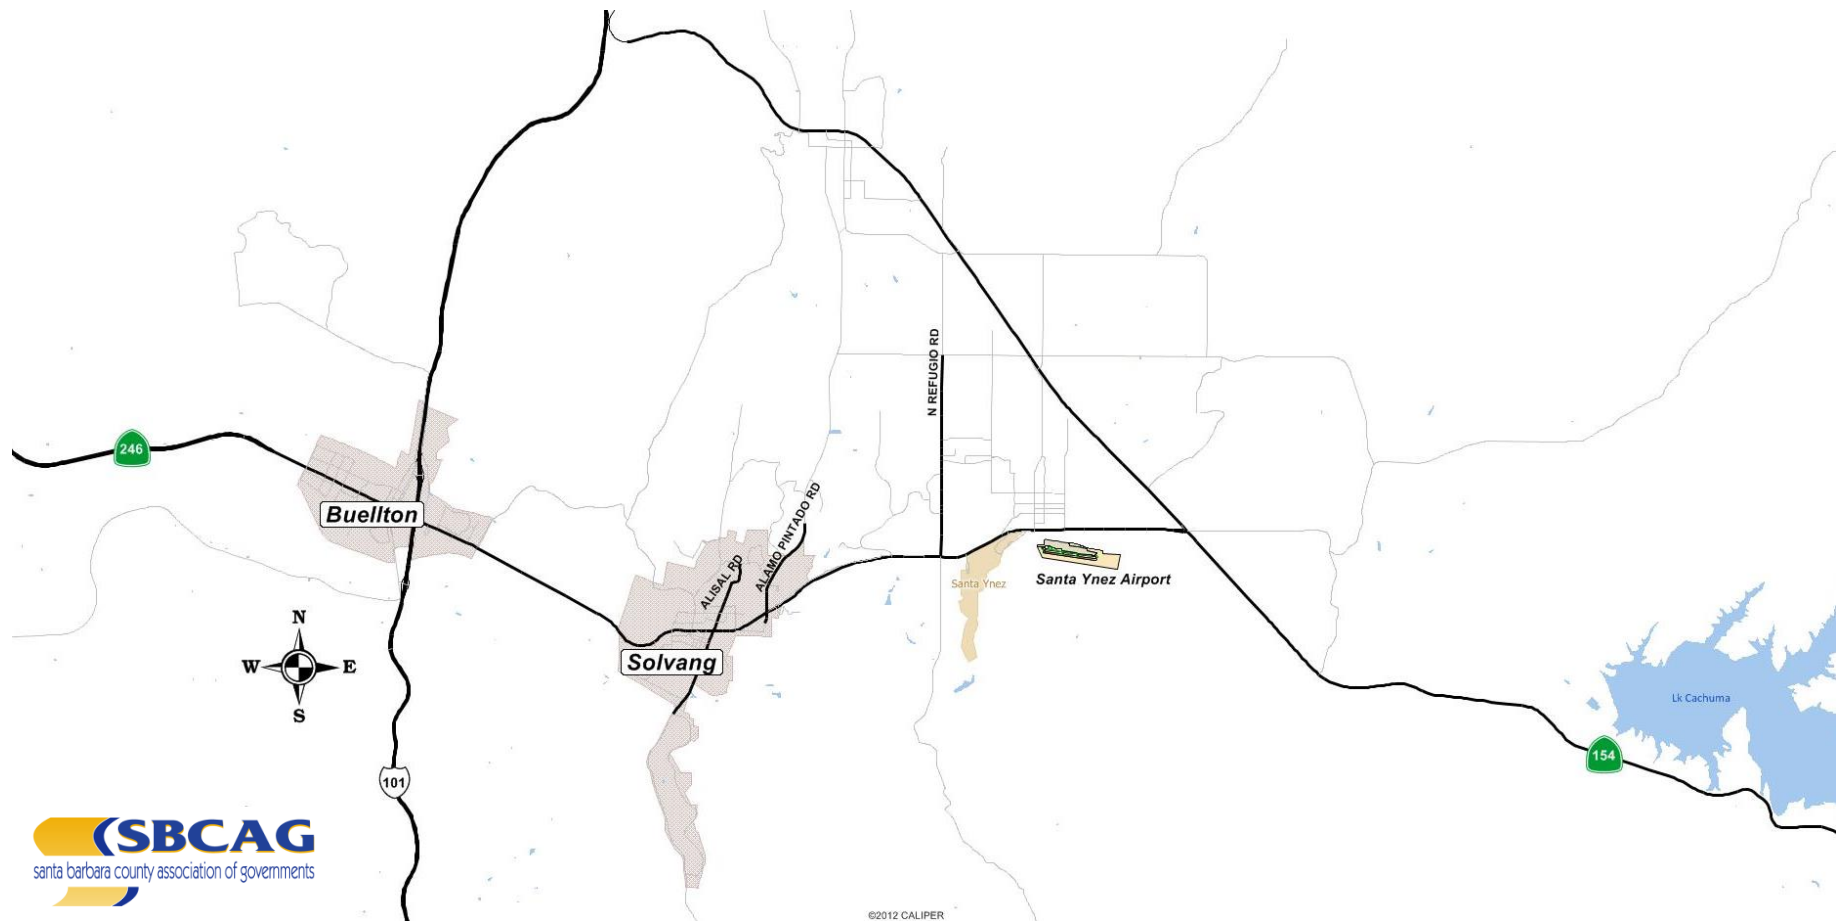 N REFUGIO RD
246
Buellton
ALAMO PINTADO RD
ALISAL RD
Santa Ynez
Santa Ynez Airport
N
W E
S
Solvang
Lk Cachuma
154
101
SBCAG
santa barbara county association of governments
©2012 CALIPER